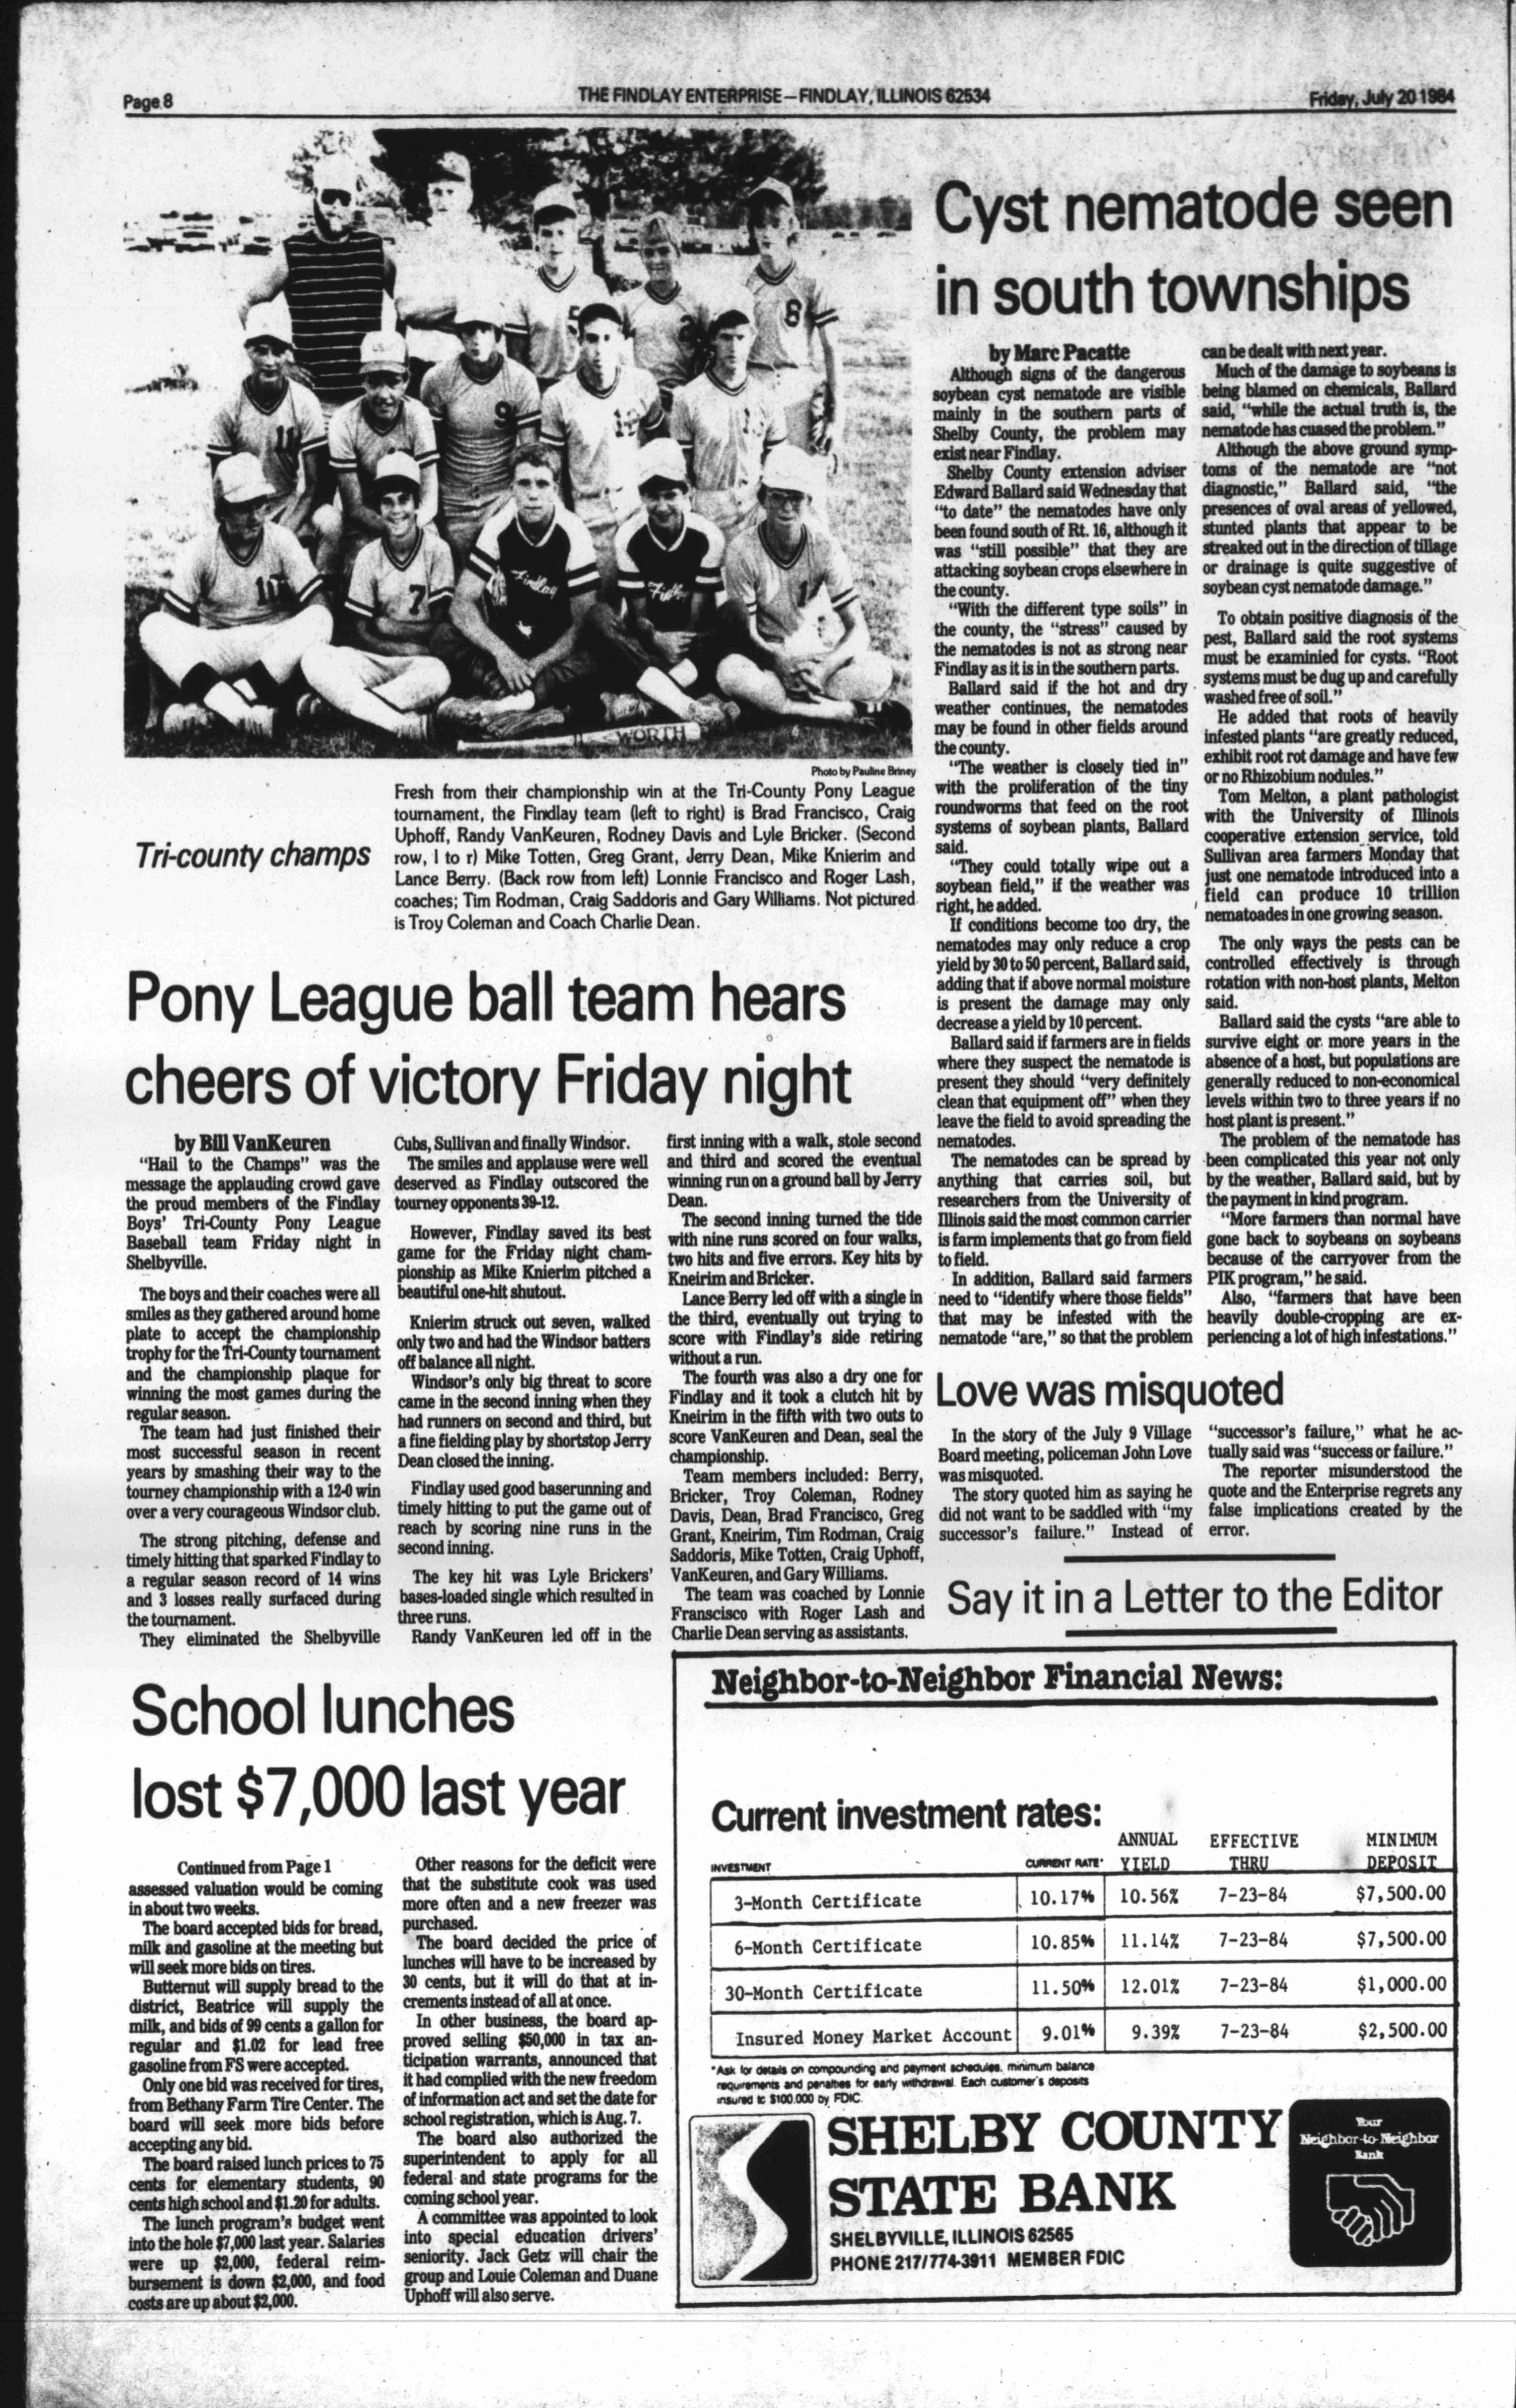 Page 8
THE FINDLAY ENTERPRISE — FINDLAY, ILLINOIS 62534
Friday, July 20 1984
11
9
5
2
8
10
7
Findlay
WORTH
Photo by Pauline Briney
Tri-county champs
Fresh from their championship win at the Tri-County Pony League
tournament, the Findlay team (left to right) is Brad Francisco, Craig
Uphoff, Randy VanKeuren, Rodney Davis and Lyle Bricker. (Second
row, l to r) Mike Totten, Greg Grant, Jerry Dean, Mike Knierim and
Lance Berry. (Back row from left) Lonnie Francisco and Roger Lash,
coaches; Tim Rodman, Craig Saddoris and Gary Williams. Not pictured
is Troy Coleman and Coach Charlie Dean.
Cyst nematode seen
in south townships
by Marc Pacatte
Although signs of the dangerous
soybean cyst nematode are visible
mainly in the southern parts of
Shelby County, the problem may
exist near Findlay.
Shelby County extension adviser
Edward Ballard said Wednesday that
"to date" the nematodes have only
been found south of Rt. 16, although it
was "still possible" that they are
attacking soybean crops elsewhere in
the county.
"With the different type soils" in
the county, the "stress" caused by
the nematodes is not as strong near
Findlay as it is in the southern parts.
Ballard said if the hot and dry
weather continues, the nematodes
may be found in other fields around
the county.
"The weather is closely tied in"
with the proliferation of the tiny
roundworms that feed on the root
systems of soybean plants, Ballard
said.
"They could totally wipe out a
soybean field," if the weather was
right, he added.
If conditions become too dry, the
nematodes may only reduce a crop
yield by 30 to 50 percent, Ballard said,
adding that if above normal moisture
is present the damage may only
decrease a yield by 10 percent.
Ballard said if farmers are in fields
where they suspect the nematode is
present they should "very definitely
clean that equipment off" when they
leave the field to avoid spreading the
nematodes.
The nematodes can be spread by
anything that carries soil, but
researchers from the University of
Illinois said the most common carrier
is farm implements that go from field
to field.
In addition, Ballard said farmers
need to "identify where those fields"
that may be infested with the
nematode "are," so that the problem
can be dealt with next year.
Much of the damage to soybeans is
being blamed on chemicals, Ballard
said, "while the actual truth is, the
nematode has cuased the problem."
Although the above ground symp-
toms of the nematode are "not
diagnostic," Ballard said, "the
presences of oval areas of yellowed,
stunted plants that appear to be
streaked out in the direction of tillage
or drainage is quite suggestive of
soybean cyst nematode damage."
To obtain positive diagnosis of the
pest, Ballard said the root systems
must be examinied for cysts. "Root
systems must be dug up and carefully
washed free of soil."
He added that roots of heavily
infested plants "are greatly reduced,
exhibit root rot damage and have few
or no Rhizobium nodules."
Tom Melton, a plant pathologist
with the University of Illinois
cooperative extension service, told
Sullivan area farmers Monday that
just one nematode introduced into a
field can produce 10 trillion
nematoades in one growing season.
The only ways the pests can be
controlled effectively is through
rotation with non-host plants, Melton
said.
Ballard said the cysts "are able to
survive eight or more years in the
absence of a host, but populations are
generally reduced to non-economical
levels within two to three years if no
host plant is present."
The problem of the nematode has
been complicated this year not only
by the weather, Ballard said, but by
the payment in kind program.
"More farmers than normal have
gone back to soybeans on soybeans
because of the carryover from the
PIK program," he said.
Also, "farmers that have been
heavily double-cropping are ex-
periencing a lot of high infestations."
Pony League ball team hears
cheers of victory Friday night
by Bill VanKeuren
"Hail to the Champs" was the
message the applauding crowd gave
the proud members of the Findlay
Boys' Tri-County Pony League
Baseball team Friday night in
Shelbyville.
The boys and their coaches were all
smiles as they gathered around home
plate to accept the championship
trophy for the Tri-County tournament
and the championship plaque for
winning the most games during the
regular season.
The team had just finished their
most successful season in recent
years by smashing their way to the
tourney championship with a 12-0 win
over a very courageous Windsor club.
The strong pitching, defense and
timely hitting that sparked Findlay to
a regular season record of 14 wins
and 3 losses really surfaced during
the tournament.
They eliminated the Shelbyville
Cubs, Sullivan and finally Windsor.
The smiles and applause were well
deserved as Findlay outscored the
tourney opponents 39-12.
However, Findlay saved its best
game for the Friday night cham-
pionship as Mike Knierim pitched a
beautiful one-hit shutout.
Knierim struck out seven, walked
only two and had the Windsor batters
off balance all night.
Windsor's only big threat to score
came in the second inning when they
had runners on second and third, but
a fine fielding play by shortstop Jerry
Dean closed the inning.
Findlay used good baserunning and
timely hitting to put the game out of
reach by scoring nine runs in the
second inning.
The key hit was Lyle Brickers'
bases-loaded single which resulted in
three runs.
Randy VanKeuren led off in the
first inning with a walk, stole second
and third and scored the eventual
winning run on a ground ball by Jerry
Dean.
The second inning turned the tide
with nine runs scored on four walks,
two hits and five errors. Key hits by
Kneirim and Bricker.
Lance Berry led off with a single in
the third, eventually out trying to
score with Findlay's side retiring
without a run.
The fourth was also a dry one for
Findlay and it took a clutch hit by
Kneirim in the fifth with two outs to
score VanKeuren and Dean, seal the
championship.
Team members included: Berry,
Bricker, Troy Coleman, Rodney
Davis, Dean, Brad Francisco, Greg
Grant, Kneirim, Tim Rodman, Craig
Saddoris, Mike Totten, Craig Uphoff,
VanKeuren, and Gary Williams.
The team was coached by Lonnie
Franscisco with Roger Lash and
Charlie Dean serving as assistants.
Love was misquoted
In the story of the July 9 Village
Board meeting, policeman John Love
was misquoted.
The story quoted him as saying he
did not want to be saddled with "my
successor's failure." Instead of
"successor's failure," what he ac-
tually said was "success or failure."
The reporter misunderstood the
quote and the Enterprise regrets any
false implications created by the
error.
Say it in a Letter to the Editor
School lunches
lost $7,000 last year
Continued from Page 1
assessed valuation would be coming
in about two weeks.
The board accepted bids for bread,
milk and gasoline at the meeting but
will seek more bids on tires.
Butternut will supply bread to the
district, Beatrice will supply the
milk, and bids of 99 cents a gallon for
regular and $1.02 for lead free
gasoline from FS were accepted.
Only one bid was received for tires,
from Bethany Farm Tire Center. The
board will seek more bids before
accepting any bid.
The board raised lunch prices to 75
cents for elementary students, 90
cents high school and $1.20 for adults.
The lunch program's budget went
into the hole $7,000 last year. Salaries
were up $2,000, federal reim-
bursement is down $2,000, and food
costs are up about $2,000.
Other reasons for the deficit were
that the substitute cook was used
more often and a new freezer was
purchased.
The board decided the price of
lunches will have to be increased by
30 cents, but it will do that at in-
crements instead of all at once.
In other business, the board ap-
proved selling $50,000 in tax an-
ticipation warrants, announced that
it had complied with the new freedom
of information act and set the date for
school registration, which is Aug. 7.
The board also authorized the
superintendent to apply for all
federal and state programs for the
coming school year.
A committee was appointed to look
into special education drivers'
seniority. Jack Getz will chair the
group and Louie Coleman and Duane
Uphoff will also serve.
Neighbor-to-Neighbor Financial News:
Current investment rates:
INVESTMENT CURRENT RATE* ANNUAL YIELD EFFECTIVE THRU MINIMUM DEPOSIT
3-Month Certificate 10.17% 10.56% 7-23-84 $7,500.00
6-Month Certificate 10.85% 11.14% 7-23-84 $7,500.00
30-Month Certificate 11.50% 12.01% 7-23-84 $1,000.00
Insured Money Market Account 9.01% 9.39% 7-23-84 $2,500.00
*Ask for details on compounding and payment schedules, minimum balance
requirements and penalties for early withdrawal. Each customer's deposits
insured to $100,000 by FDIC.
SHELBY COUNTY
STATE BANK
SHELBYVILLE, ILLINOIS 62565
PHONE 217/774-3911 MEMBER FDIC
Your
Neighbor-to-Neighbor
Bank